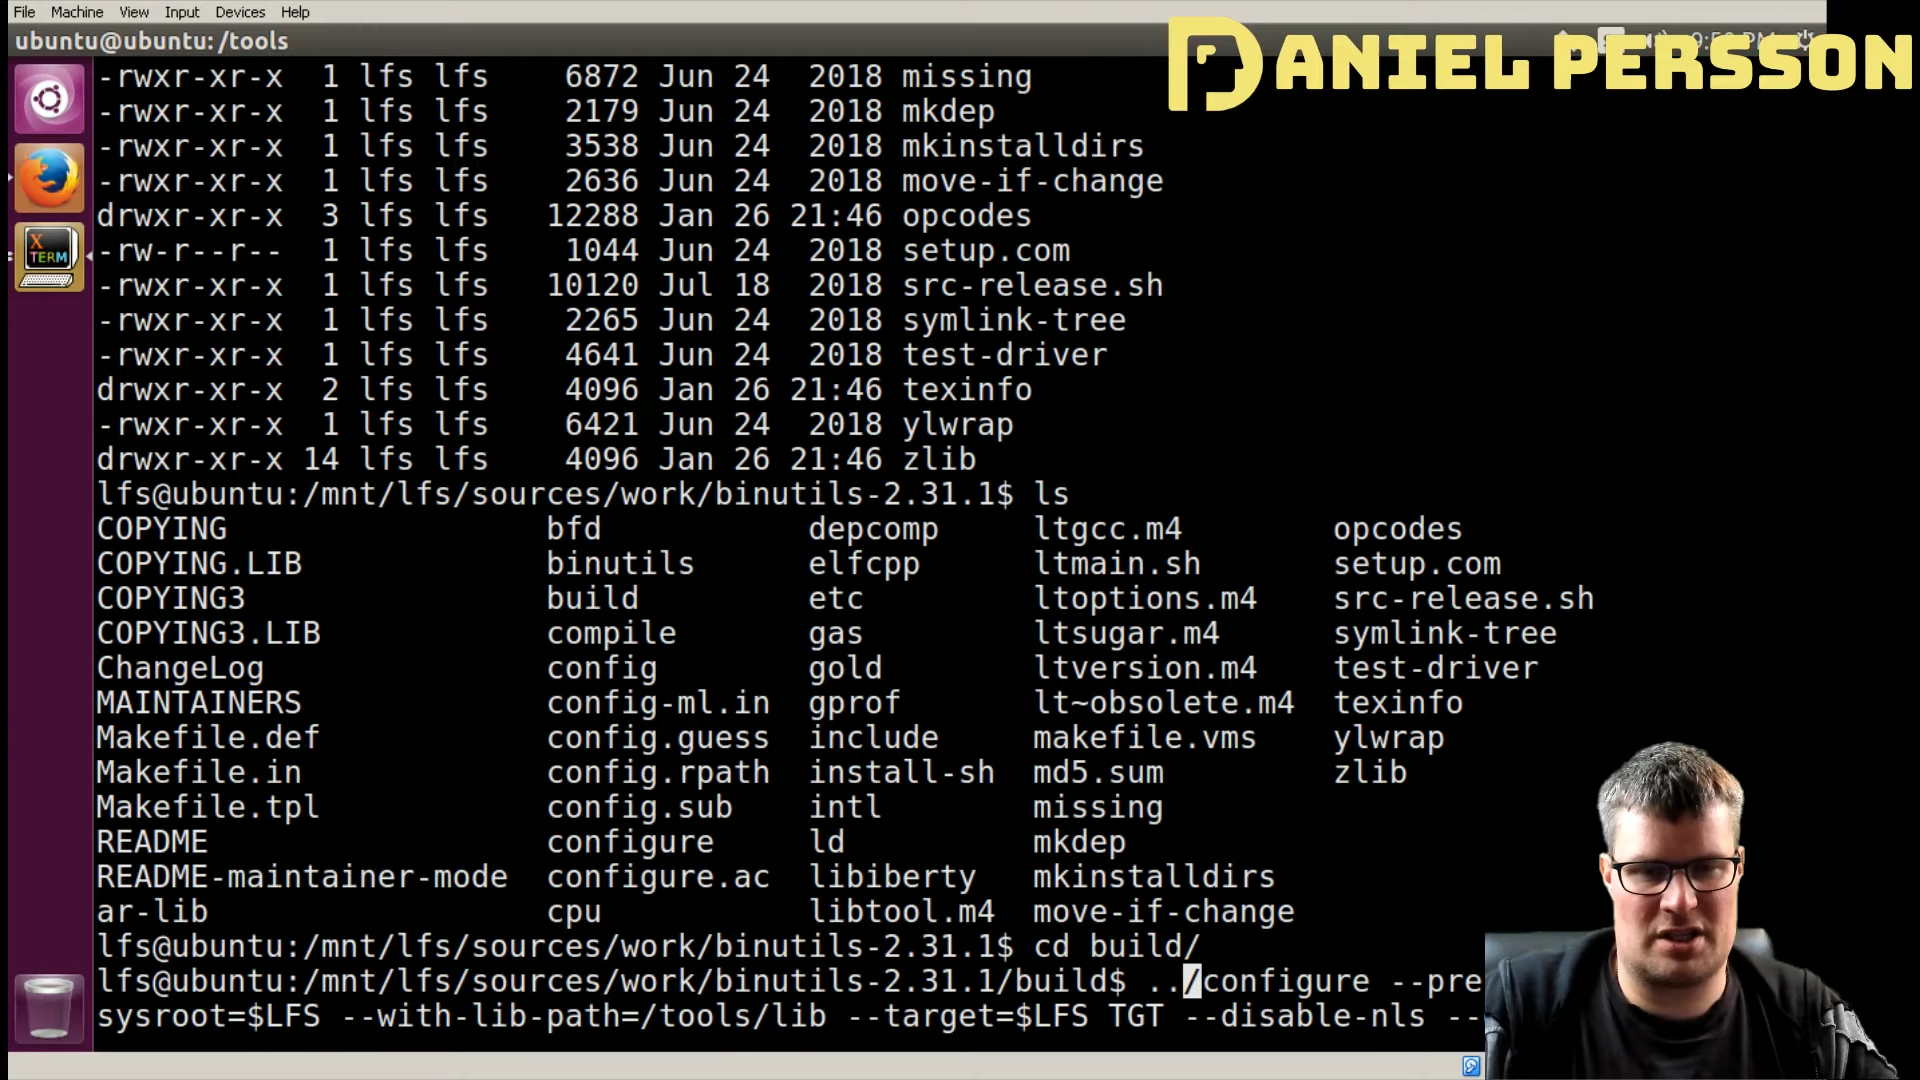 File Machine View Input Devices Help
ubuntu@ubuntu: /tools
DANIEL PERSSON
-rwxr-xr-x 1 lfs lfs 6872 Jun 24 2018 missing
-rwxr-xr-x 1 lfs lfs 2179 Jun 24 2018 mkdep
-rwxr-xr-x 1 lfs lfs 3538 Jun 24 2018 mkinstalldirs
-rwxr-xr-x 1 lfs lfs 2636 Jun 24 2018 move-if-change
drwxr-xr-x 3 lfs lfs 12288 Jan 26 21:46 opcodes
-rw-r--r-- 1 lfs lfs 1044 Jun 24 2018 setup.com
-rwxr-xr-x 1 lfs lfs 10120 Jul 18 2018 src-release.sh
-rwxr-xr-x 1 lfs lfs 2265 Jun 24 2018 symlink-tree
-rwxr-xr-x 1 lfs lfs 4641 Jun 24 2018 test-driver
drwxr-xr-x 2 lfs lfs 4096 Jan 26 21:46 texinfo
-rwxr-xr-x 1 lfs lfs 6421 Jun 24 2018 ylwrap
drwxr-xr-x 14 lfs lfs 4096 Jan 26 21:46 zlib
lfs@ubuntu:/mnt/lfs/sources/work/binutils-2.31.1$ ls
COPYING bfd depcomp ltgcc.m4 opcodes
COPYING.LIB binutils elfcpp ltmain.sh setup.com
COPYING3 build etc ltoptions.m4 src-release.sh
COPYING3.LIB compile gas ltsugar.m4 symlink-tree
ChangeLog config gold ltversion.m4 test-driver
MAINTAINERS config-ml.in gprof lt~obsolete.m4 texinfo
Makefile.def config.guess include makefile.vms ylwrap
Makefile.in config.rpath install-sh md5.sum zlib
Makefile.tpl config.sub intl missing
README configure ld mkdep
README-maintainer-mode configure.ac libiberty mkinstalldirs
ar-lib cpu libtool.m4 move-if-change
lfs@ubuntu:/mnt/lfs/sources/work/binutils-2.31.1$ cd build/
lfs@ubuntu:/mnt/lfs/sources/work/binutils-2.31.1/build$ ../configure --pre
sysroot=$LFS --with-lib-path=/tools/lib --target=$LFS TGT --disable-nls --
XTERM